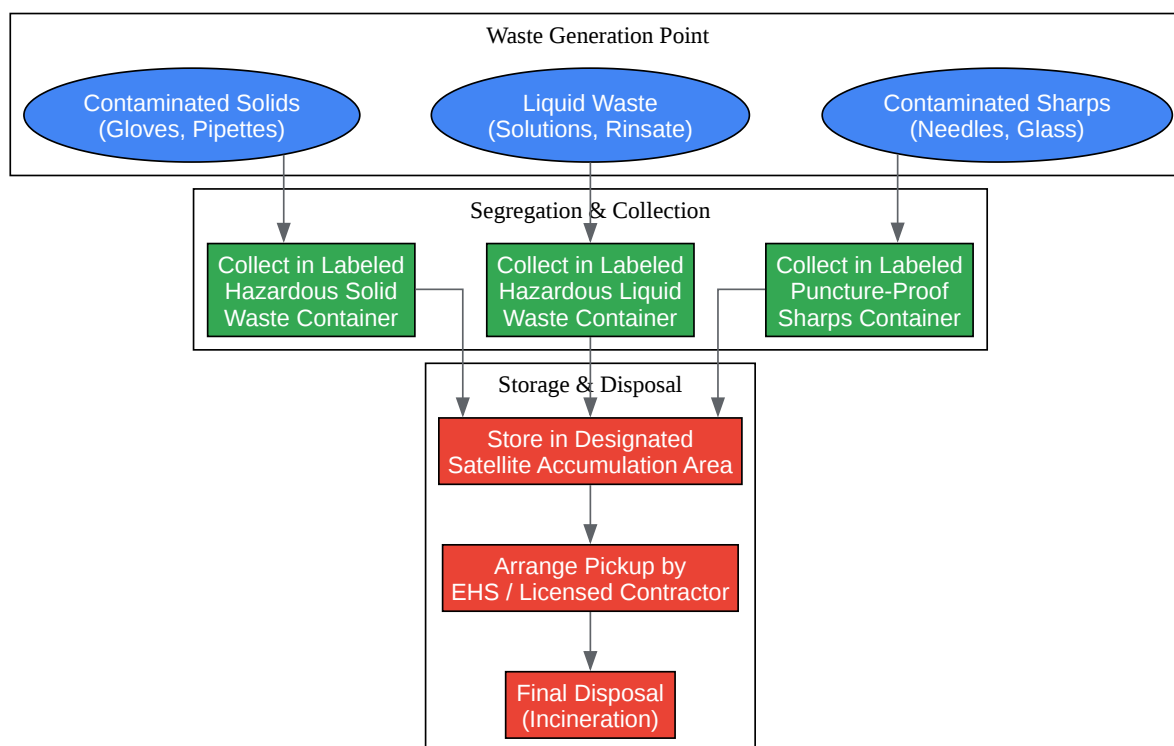 Waste Generation Point
Contaminated Solids
(Gloves, Pipettes)
Liquid Waste
(Solutions, Rinsate)
Contaminated Sharps
(Needles, Glass)
Segregation & Collection
Collect in Labeled
Hazardous Solid
Waste Container
Collect in Labeled
Hazardous Liquid
Waste Container
Collect in Labeled
Puncture-Proof
Sharps Container
Storage & Disposal
Store in Designated
Satellite Accumulation Area
Arrange Pickup by
EHS / Licensed Contractor
Final Disposal
(Incineration)